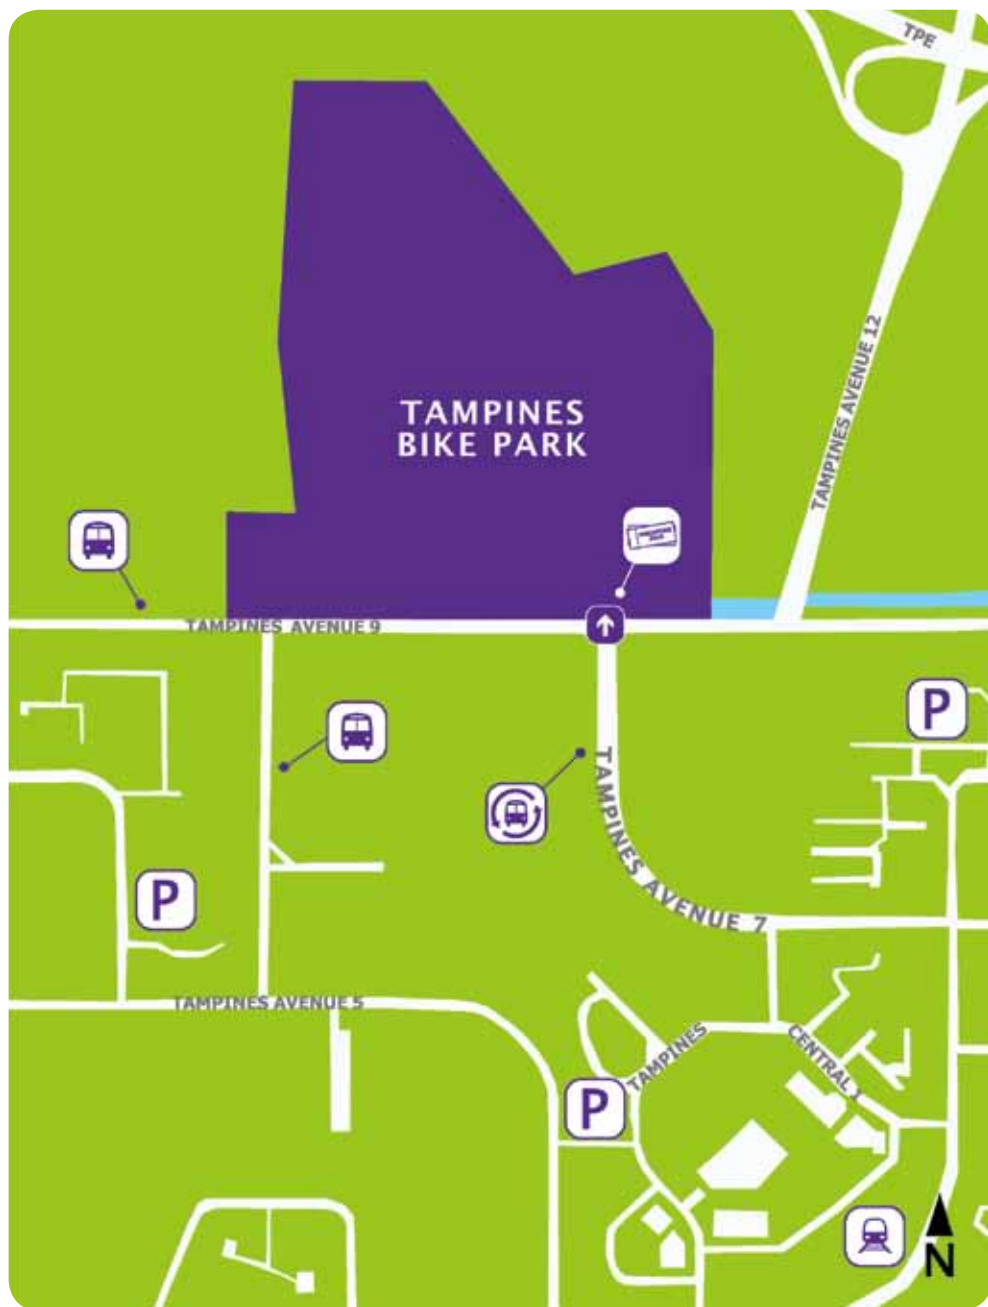 TPE
TAMPINES AVENUE 12
TAMPINES
BIKE PARK
TAMPINES AVENUE 9
P
TAMPINES AVENUE 7
P
TAMPINES AVENUE 5
TAMPINES
CENTRAL 1
P
N